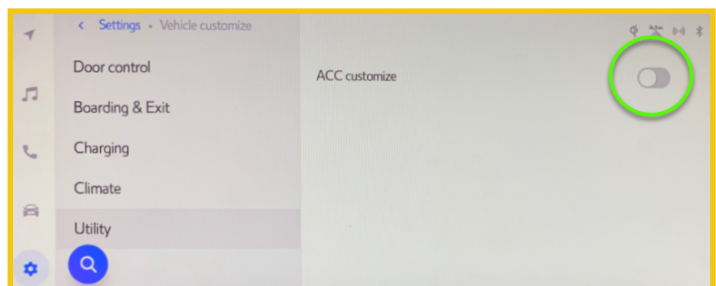 < Settings • Vehicle customize
Door control
Boarding & Exit
Charging
Climate
Utility
ACC customize